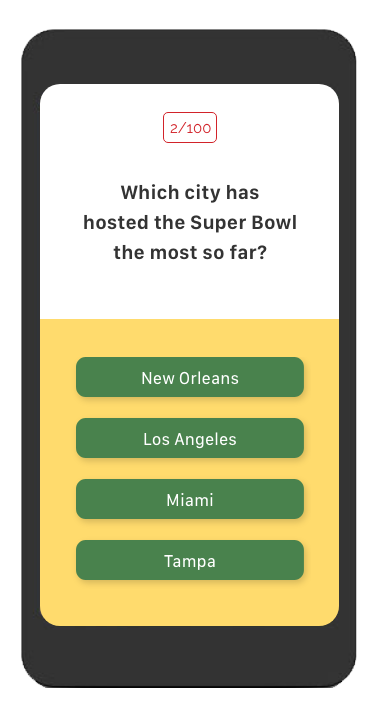 2/100
Which city has
hosted the Super Bowl
the most so far?
New Orleans
Los Angeles
Miami
Tampa